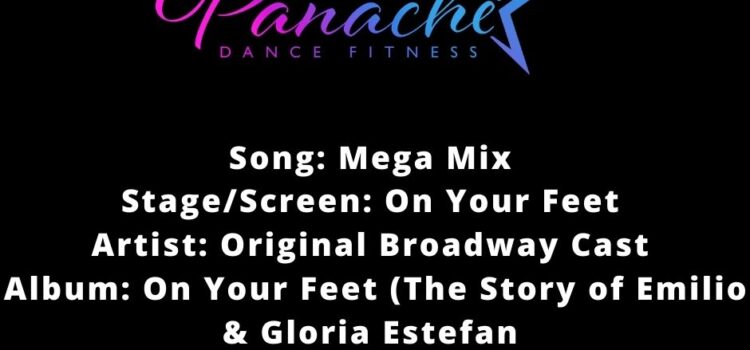 Panache
DANCE FITNESS
Song: Mega Mix
Stage/Screen: On Your Feet
Artist: Original Broadway Cast
Album: On Your Feet (The Story of Emilio
& Gloria Estefan